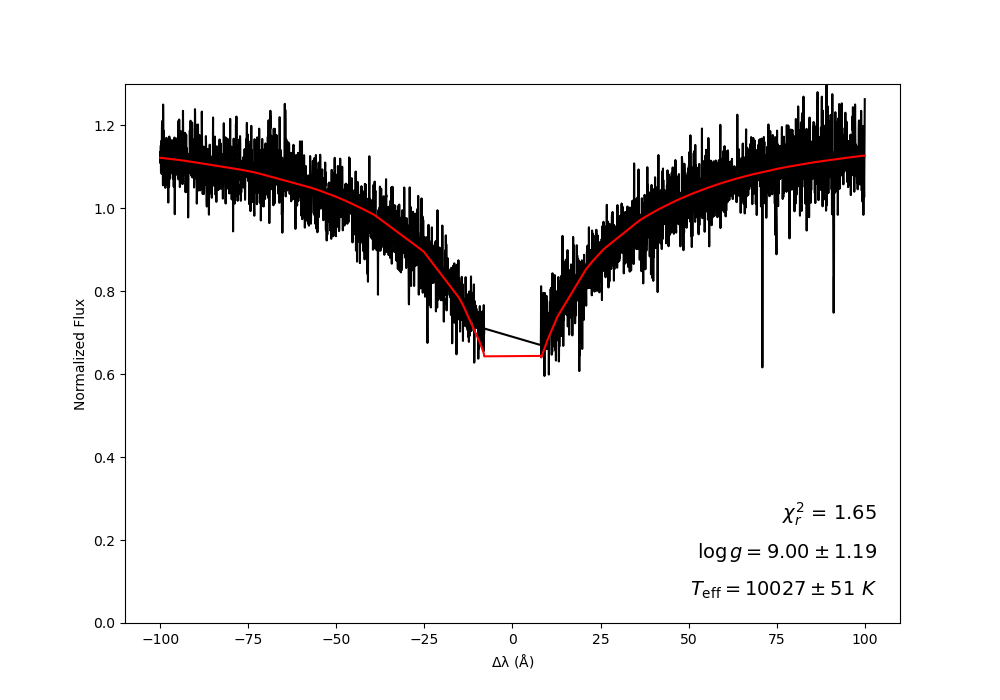 Normalized Flux
1.2
1.0
0.8
0.6
0.4
0.2
0.0
χ²ᵣ = 1.65
log g = 9.00 ± 1.19
T_eff = 10027 ± 51 K
−100 −75 −50 −25 0 25 50 75 100
Δλ (Å)